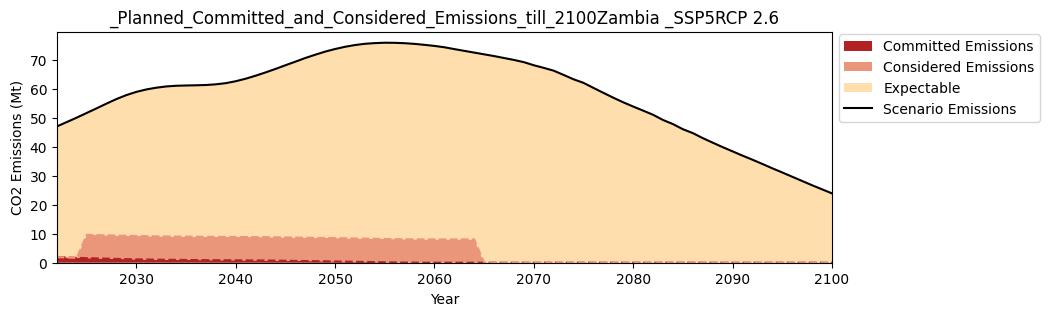 _Planned_Committed_and_Considered_Emissions_till_2100Zambia _SSP5RCP 2.6
CO2 Emissions (Mt)
70
60
50
40
30
20
10
0
2030 2040 2050 2060 2070 2080 2090 2100
Year
Committed Emissions
Considered Emissions
Expectable
Scenario Emissions